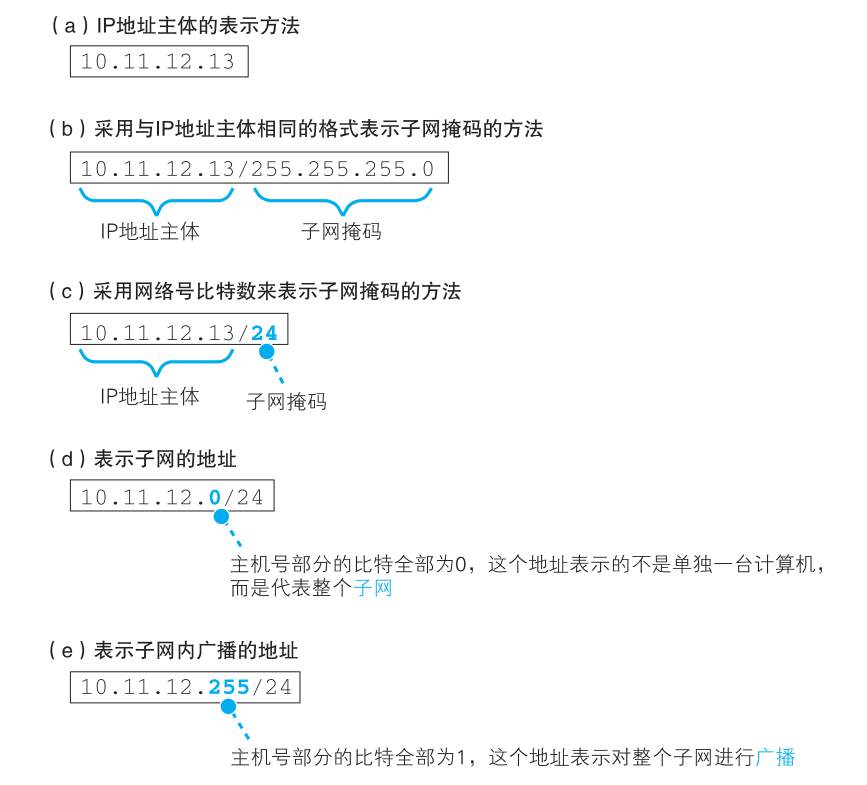 （a）IP地址主体的表示方法
10.11.12.13
（b）采用与IP地址主体相同的格式表示子网掩码的方法
10.11.12.13/255.255.255.0
IP地址主体 子网掩码
（c）采用网络号比特数来表示子网掩码的方法
10.11.12.13/24
IP地址主体 子网掩码
（d）表示子网的地址
10.11.12.0/24
主机号部分的比特全部为0，这个地址表示的不是单独一台计算机，
而是代表整个子网
（e）表示子网内广播的地址
10.11.12.255/24
主机号部分的比特全部为1，这个地址表示对整个子网进行广播